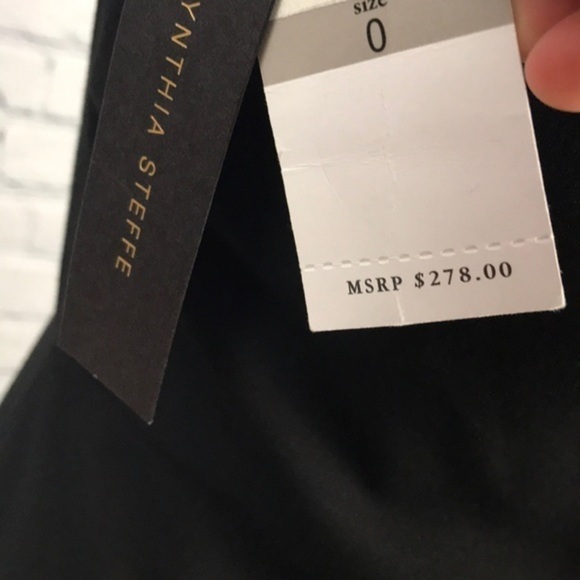 YNTHIA STEFFE
SIZE
0
MSRP $278.00